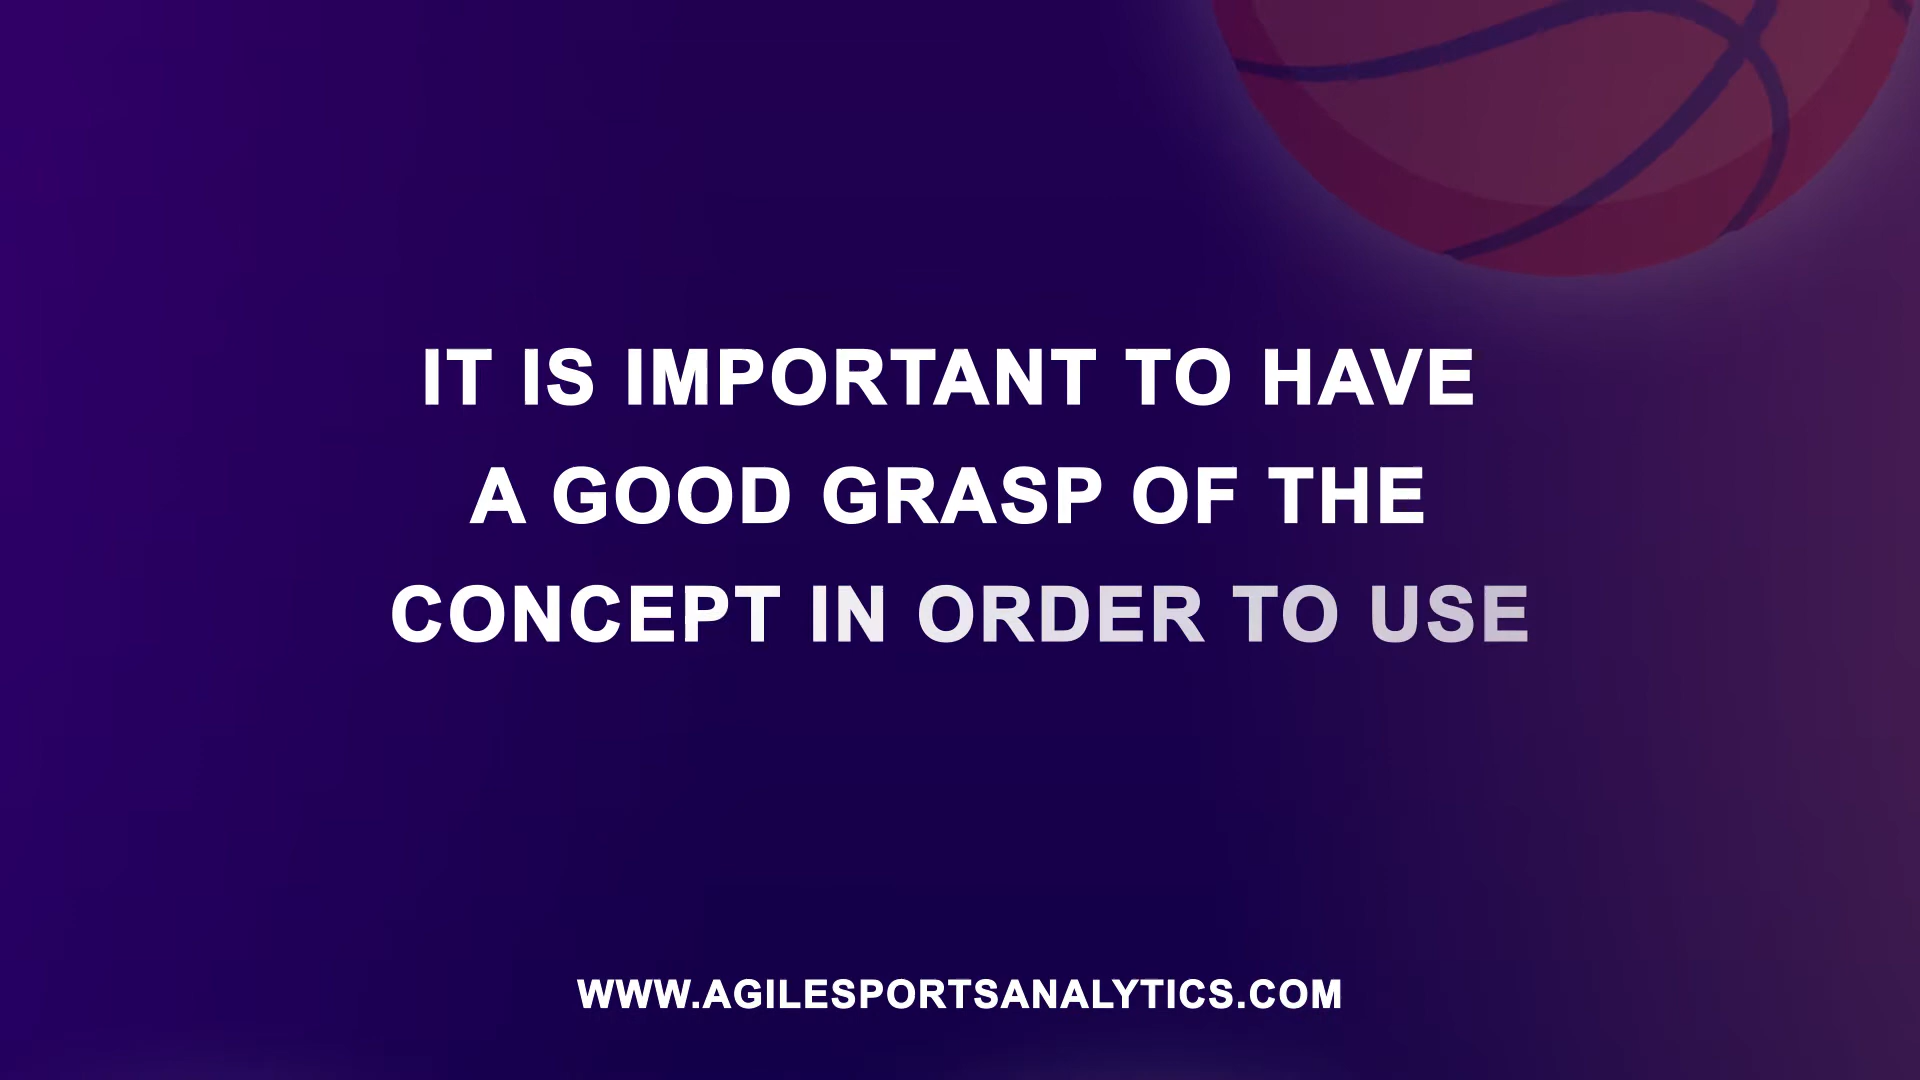 IT IS IMPORTANT TO HAVE
A GOOD GRASP OF THE
CONCEPT IN ORDER TO USE
WWW.AGILESPORTSANALYTICS.COM